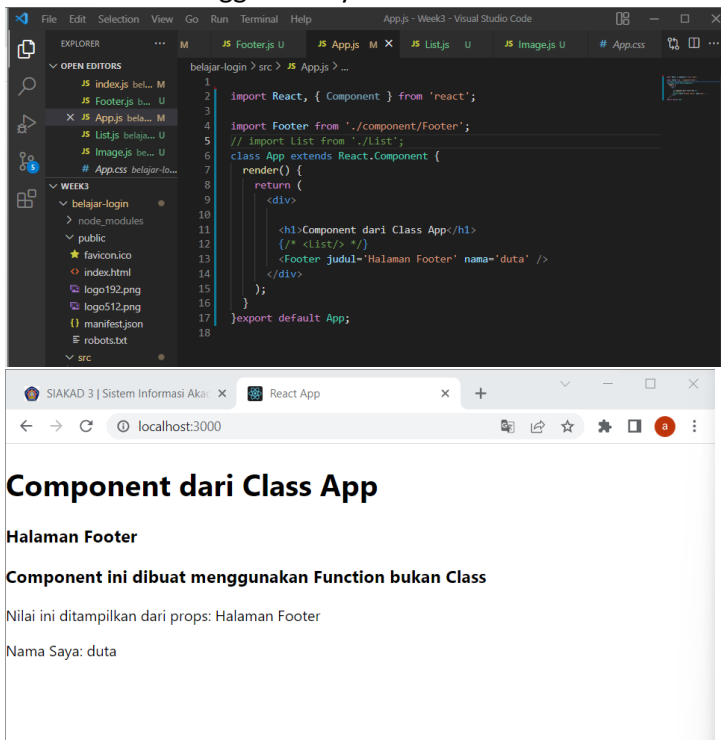 File Edit Selection View Go Run Terminal Help App.js - Week3 - Visual Studio Code
EXPLORER ... M JS Footer.js U JS App.js M X JS List.js U JS Image.js U # App.css ...
OPEN EDITORS belajar-login > src > JS App.js > ...
JS index.js bel... M
JS Footer.js b... U
X JS App.js bela... M
JS List.js belaja... U
JS Image.js be... U
# App.css belajar-lo...
WEEK3
belajar-login
node_modules
public
favicon.ico
index.html
logo192.png
logo512.png
{} manifest.json
robots.txt
src
5
1
2 import React, { Component } from 'react';
3
4 import Footer from './component/Footer';
5 // import List from './List';
6 class App extends React.Component {
7 render() {
8 return (
9 <div>
10
11 <h1>Component dari Class App</h1>
12 {/* <List/> */}
13 <Footer judul='Halaman Footer' nama='duta' />
14 </div>
15 );
16 }
17 }export default App;
18
SIAKAD 3 | Sistem Informasi Akad React App
localhost:3000 a
Component dari Class App
Halaman Footer
Component ini dibuat menggunakan Function bukan Class
Nilai ini ditampilkan dari props: Halaman Footer
Nama Saya: duta